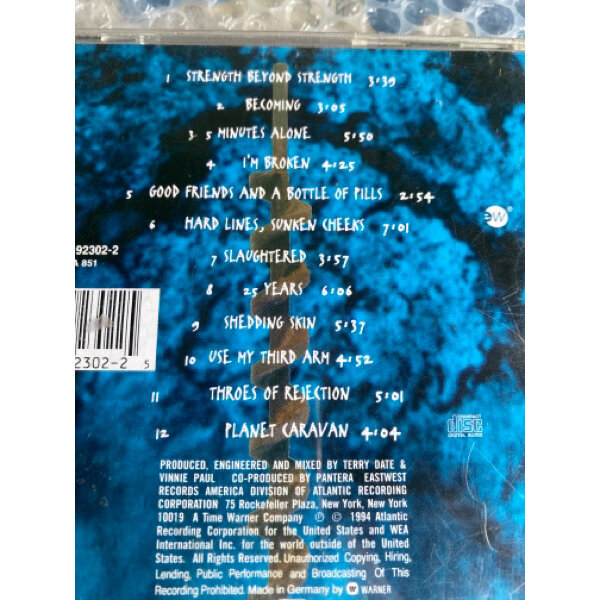 1 STRENGTH BEYOND STRENGTH 3:39
2 BECOMING 3:05
3 5 MINUTES ALONE 5:50
4 I'M BROKEN 4:25
5 GOOD FRIENDS AND A BOTTLE OF PILLS 2:54
6 HARD LINES, SUNKEN CHEEKS 7:01
ew
92302-2
A 851
7 SLAUGHTERED 3:57
8 25 YEARS 6:06
9 SHEDDING SKIN 5:37
2302-2 5
10 USE MY THIRD ARM 4:52
11 THROES OF REJECTION 5:01
12 PLANET CARAVAN 4:04
COMPACT
disc
DIGITAL AUDIO
PRODUCED, ENGINEERED AND MIXED BY TERRY DATE &
VINNIE PAUL CO-PRODUCED BY PANTERA EASTWEST
RECORDS AMERICA DIVISION OF ATLANTIC RECORDING
CORPORATION 75 Rockefeller Plaza, New York, New York
10019 A Time Warner Company ℗ © 1994 Atlantic
Recording Corporation for the United States and WEA
International Inc. for the world outside of the United
States. All Rights Reserved. Unauthorized Copying, Hiring,
Lending, Public Performance and Broadcasting Of This
Recording Prohibited. Made in Germany by WARNER